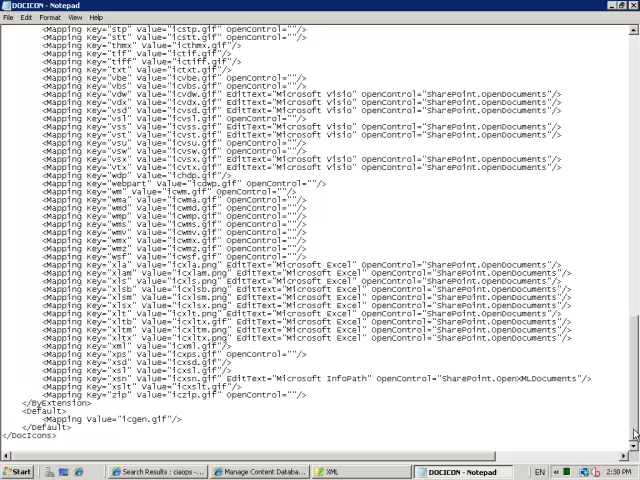 DOCICON - Notepad
File Edit Format View Help
<Mapping Key="stp" Value="icstp.gif" OpenControl=""/>
<Mapping Key="stt" Value="icstt.gif" OpenControl=""/>
<Mapping Key="thmx" Value="icthmx.gif"/>
<Mapping Key="tif" Value="ictif.gif"/>
<Mapping Key="tiff" Value="ictiff.gif"/>
<Mapping Key="txt" Value="ictxt.gif"/>
<Mapping Key="vbe" Value="icvbe.gif" OpenControl=""/>
<Mapping Key="vbs" Value="icvbs.gif" OpenControl=""/>
<Mapping Key="vdw" Value="icvdw.gif" EditText="Microsoft Visio" OpenControl="SharePoint.OpenDocuments"/>
<Mapping Key="vdx" Value="icvdx.gif" EditText="Microsoft Visio" OpenControl="SharePoint.OpenDocuments"/>
<Mapping Key="vsd" Value="icvsd.gif" EditText="Microsoft Visio" OpenControl="SharePoint.OpenDocuments"/>
<Mapping Key="vsl" Value="icvsl.gif" OpenControl=""/>
<Mapping Key="vss" Value="icvss.gif" EditText="Microsoft Visio" OpenControl="SharePoint.OpenDocuments"/>
<Mapping Key="vst" Value="icvst.gif" EditText="Microsoft Visio" OpenControl="SharePoint.OpenDocuments"/>
<Mapping Key="vsu" Value="icvsu.gif" OpenControl=""/>
<Mapping Key="vsw" Value="icvsw.gif" OpenControl=""/>
<Mapping Key="vsx" Value="icvsx.gif" EditText="Microsoft Visio" OpenControl="SharePoint.OpenDocuments"/>
<Mapping Key="vtx" Value="icvtx.gif" EditText="Microsoft Visio" OpenControl="SharePoint.OpenDocuments"/>
<Mapping Key="wdp" Value="ichdp.gif"/>
<Mapping Key="webpart" Value="icdwp.gif" OpenControl=""/>
<Mapping Key="wm" Value="icwm.gif" OpenControl=""/>
<Mapping Key="wma" Value="icwma.gif" OpenControl=""/>
<Mapping Key="wmd" Value="icwmd.gif" OpenControl=""/>
<Mapping Key="wmp" Value="icwmp.gif" OpenControl=""/>
<Mapping Key="wms" Value="icwms.gif" OpenControl=""/>
<Mapping Key="wmv" Value="icwmv.gif" OpenControl=""/>
<Mapping Key="wmx" Value="icwmx.gif" OpenControl=""/>
<Mapping Key="wmz" Value="icwmz.gif" OpenControl=""/>
<Mapping Key="wsf" Value="icwsf.gif" OpenControl=""/>
<Mapping Key="xla" Value="icxla.png" EditText="Microsoft Excel" OpenControl="SharePoint.OpenDocuments"/>
<Mapping Key="xlam" Value="icxlam.png" EditText="Microsoft Excel" OpenControl="SharePoint.OpenDocuments"/>
<Mapping Key="xls" Value="icxls.png" EditText="Microsoft Excel" OpenControl="SharePoint.OpenDocuments"/>
<Mapping Key="xlsb" Value="icxlsb.png" EditText="Microsoft Excel" OpenControl="SharePoint.OpenDocuments"/>
<Mapping Key="xlsm" Value="icxlsm.png" EditText="Microsoft Excel" OpenControl="SharePoint.OpenDocuments"/>
<Mapping Key="xlsx" Value="icxlsx.png" EditText="Microsoft Excel" OpenControl="SharePoint.OpenDocuments"/>
<Mapping Key="xlt" Value="icxlt.png" EditText="Microsoft Excel" OpenControl="SharePoint.OpenDocuments"/>
<Mapping Key="xltb" Value="icxltx.gif" EditText="Microsoft Excel" OpenControl="SharePoint.OpenDocuments"/>
<Mapping Key="xltm" Value="icxltm.png" EditText="Microsoft Excel" OpenControl="SharePoint.OpenDocuments"/>
<Mapping Key="xltx" Value="icxltx.png" EditText="Microsoft Excel" OpenControl="SharePoint.OpenDocuments"/>
<Mapping Key="xml" Value="icxml.gif"/>
<Mapping Key="xps" Value="icxps.gif" OpenControl=""/>
<Mapping Key="xsd" Value="icxsd.gif"/>
<Mapping Key="xsl" Value="icxsl.gif"/>
<Mapping Key="xsn" Value="icxsn.gif" EditText="Microsoft InfoPath" OpenControl="SharePoint.OpenXMLDocuments"/>
<Mapping Key="xslt" Value="icxslt.gif"/>
<Mapping Key="zip" Value="iczip.gif" OpenControl=""/>
</ByExtension>
<Default>
<Mapping Value="icgen.gif"/>
</Default>
</DocIcons>
Start Search Results : ciaops -... Manage Content Databa... XML DOCICON - Notepad EN 2:30 PM